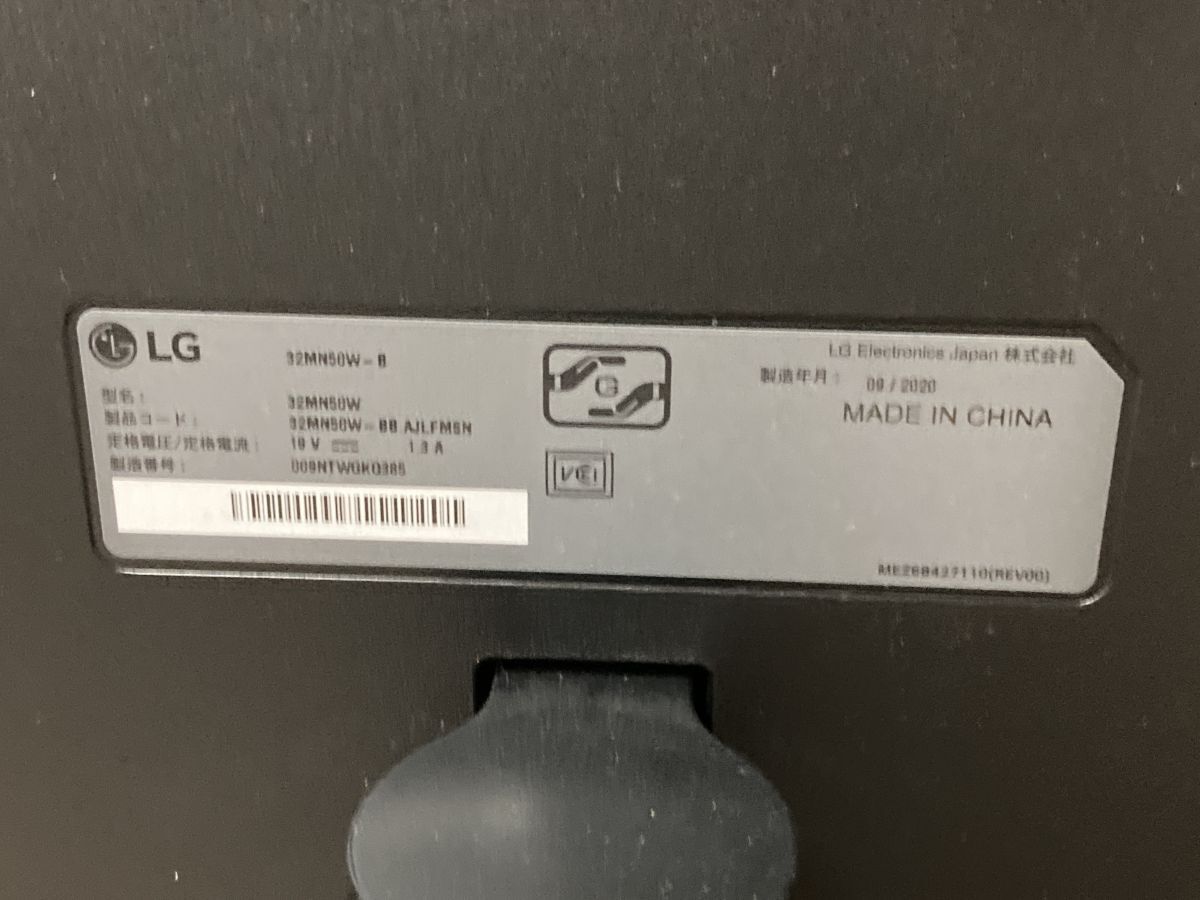 LG
32MN50W-B
型名: 32MN50W
製品コード: 32MN50W-BB AJLFMSN
定格電圧/定格電流: 19 V 1.3 A
製造番号: 009NTWGKQ385
VCI
LG Electronics Japan 株式会社
製造年月: 09 / 2020
MADE IN CHINA
(REV00)